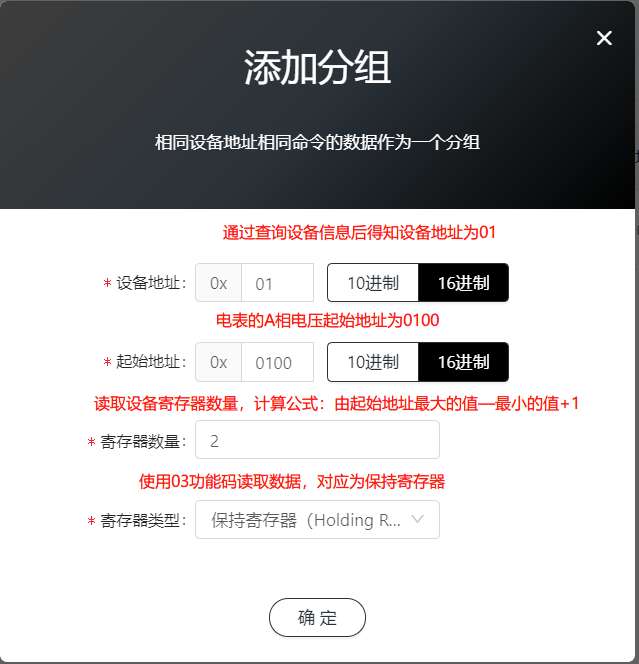 添加分组
相同设备地址相同命令的数据作为一个分组
通过查询设备信息后得知设备地址为01
* 设备地址: 0x 01 10进制 16进制
电表的A相电压起始地址为0100
* 起始地址: 0x 0100 10进制 16进制
读取设备寄存器数量，计算公式：由起始地址最大的值—最小的值+1
* 寄存器数量: 2
使用03功能码读取数据，对应为保持寄存器
* 寄存器类型: 保持寄存器（Holding R...
确 定